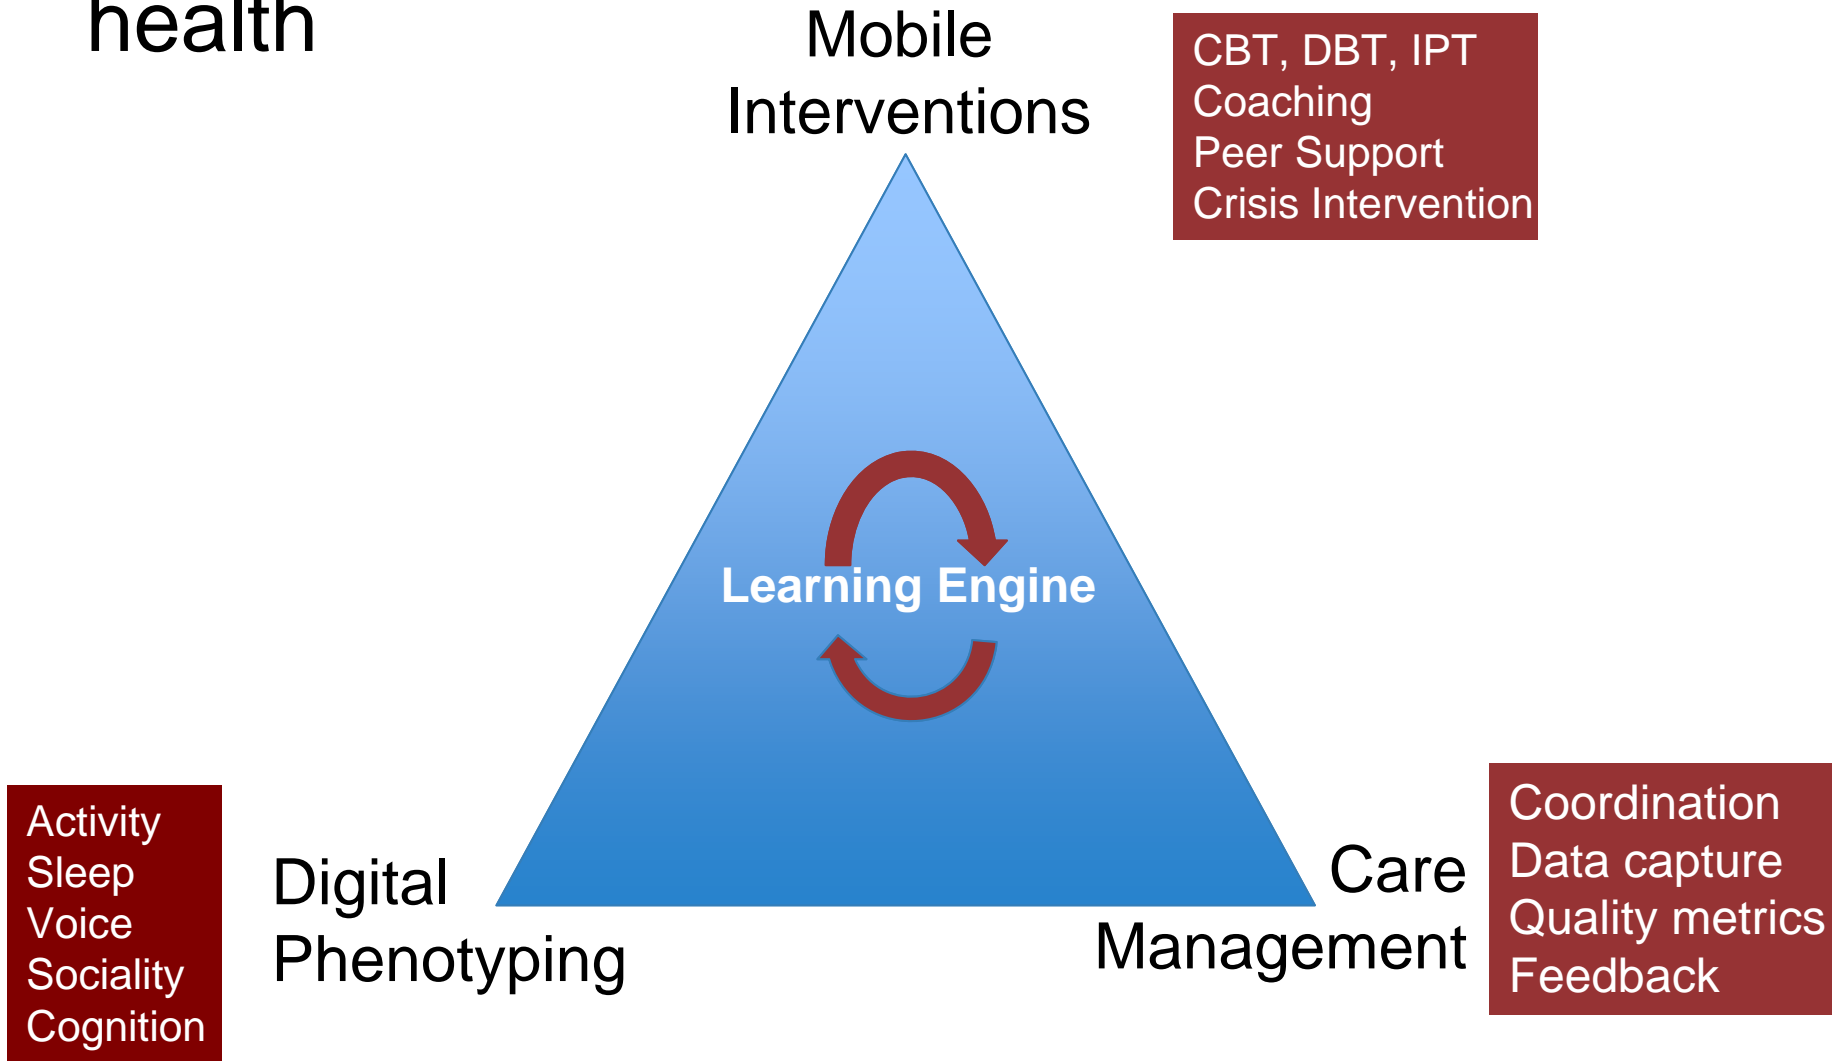 health
Mobile
Interventions
CBT, DBT, IPT
Coaching
Peer Support
Crisis Intervention
Learning Engine
Activity
Sleep
Voice
Sociality
Cognition
Digital
Phenotyping
Care
Management
Coordination
Data capture
Quality metrics
Feedback